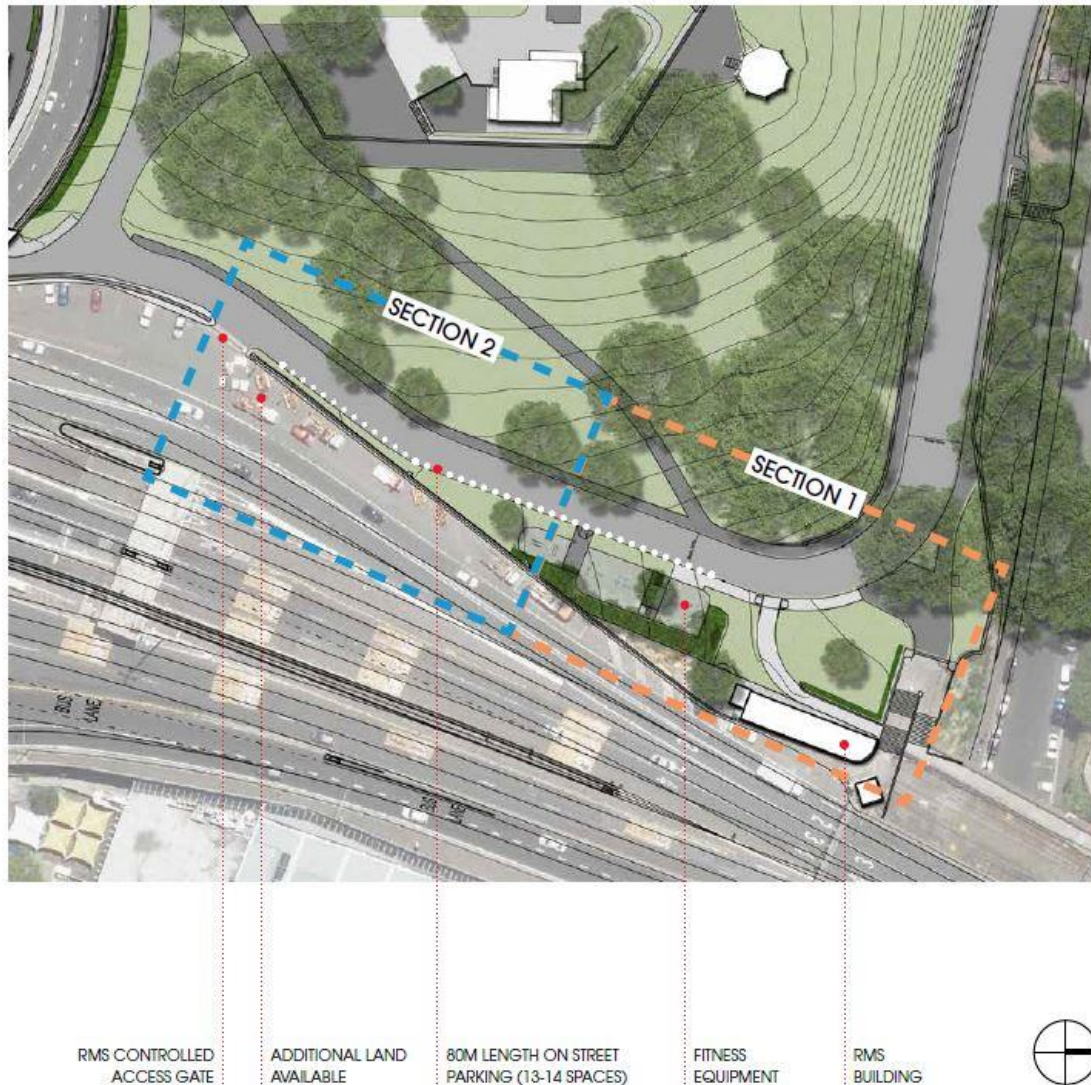 SECTION 2
SECTION 1
BUS
LANE
BUS
LANE
RMS CONTROLLED
ACCESS GATE
ADDITIONAL LAND
AVAILABLE
80M LENGTH ON STREET
PARKING (13-14 SPACES)
FITNESS
EQUIPMENT
RMS
BUILDING